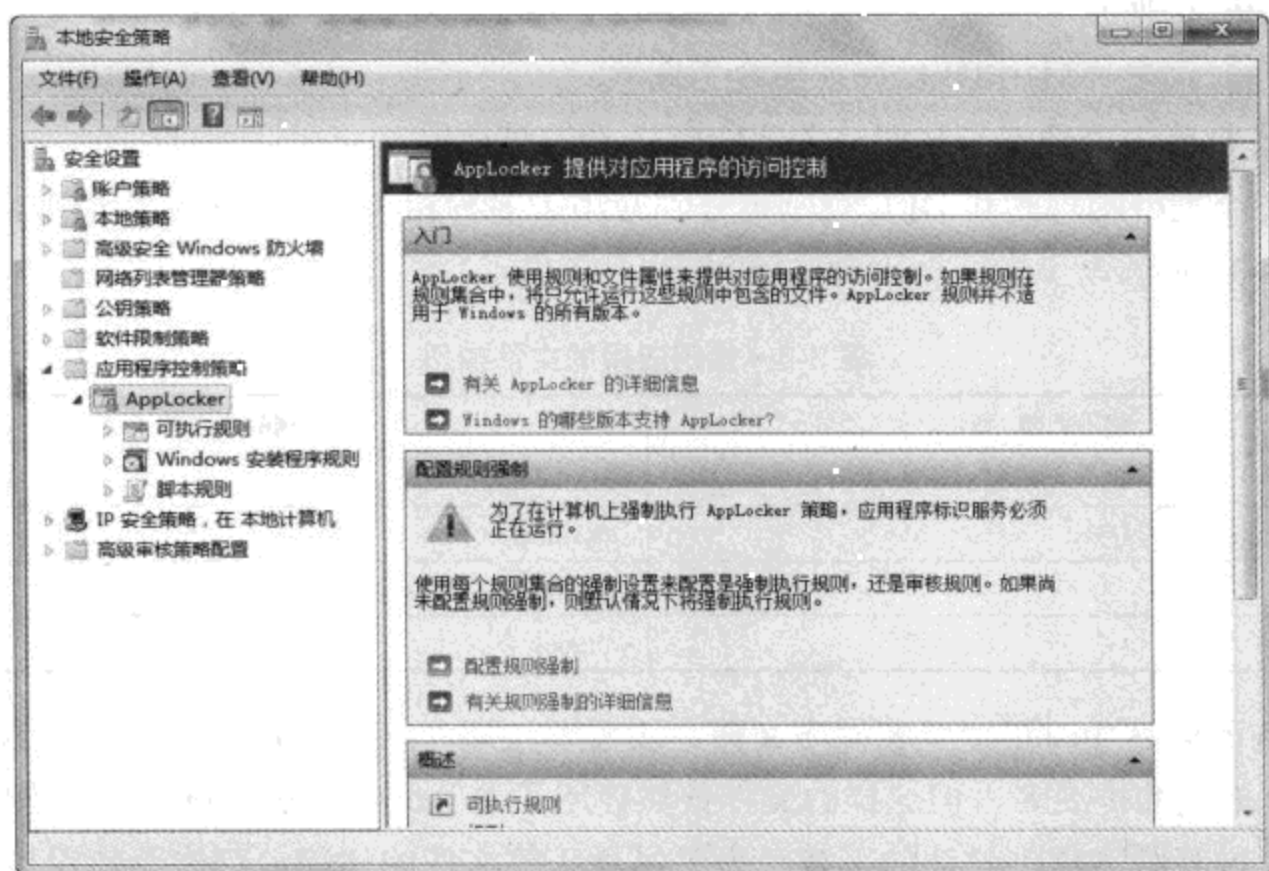 本地安全策略
文件(F) 操作(A) 查看(V) 帮助(H)
安全设置
账户策略
本地策略
高级安全 Windows 防火墙
网络列表管理器策略
公钥策略
软件限制策略
应用程序控制策略
AppLocker
可执行规则
Windows 安装程序规则
脚本规则
IP 安全策略，在 本地计算机
高级审核策略配置
AppLocker 提供对应用程序的访问控制
入门
AppLocker 使用规则和文件属性来提供对应用程序的访问控制。如果规则在
规则集合中，将只允许运行这些规则中包含的文件。AppLocker 规则并不适
用于 Windows 的所有版本。
有关 AppLocker 的详细信息
Windows 的哪些版本支持 AppLocker?
配置规则强制
为了在计算机上强制执行 AppLocker 策略，应用程序标识服务必须
正在运行。
使用每个规则集合的强制设置来配置是强制执行规则，还是审核规则。如果尚
未配置规则强制，则默认情况下将强制执行规则。
配置规则强制
有关规则强制的详细信息
概述
可执行规则